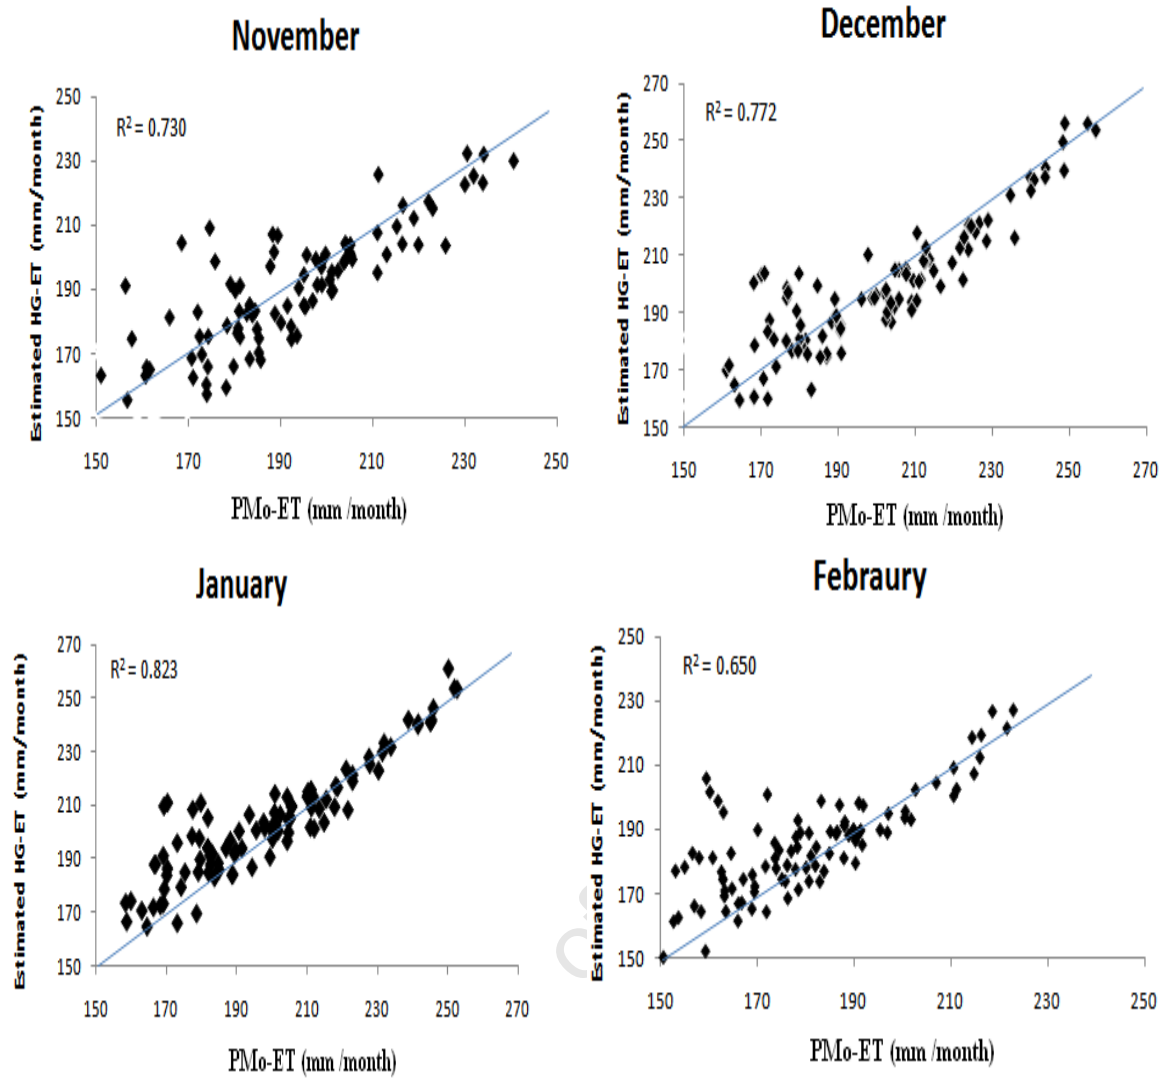 November
R² = 0.730
Estimated HG-ET (mm/month)
250
230
210
190
170
150
150 170 190 210 230 250
PMo-ET (mm /month)
December
R² = 0.772
Estimated HG-ET (mm/month)
270
250
230
210
190
170
150
150 170 190 210 230 250 270
PMo-ET (mm /month)
January
R² = 0.823
Estimated HG-ET (mm/month)
270
250
230
210
190
170
150
150 170 190 210 230 250 270
PMo-ET (mm /month)
Febraury
R² = 0.650
Estimated HG-ET (mm/month)
250
230
210
190
170
150
150 170 190 210 230 250
PMo-ET (mm /month)